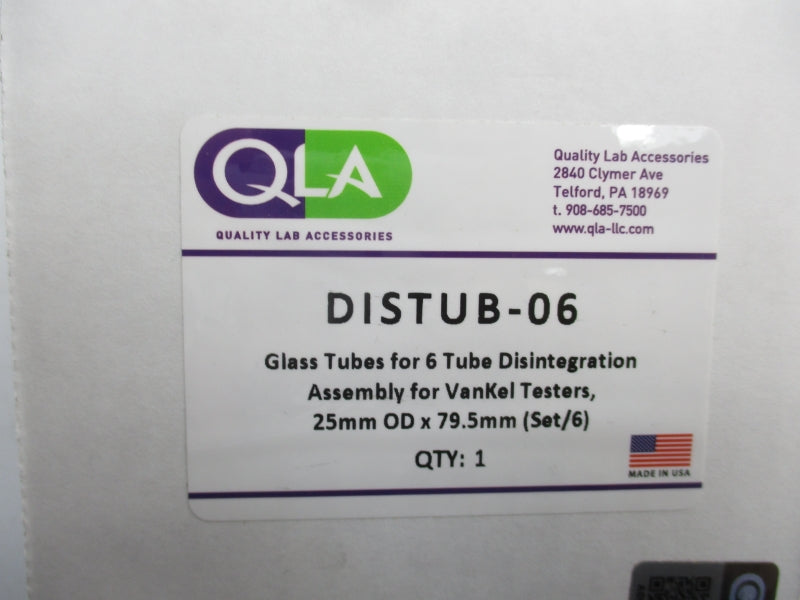 QLA
QUALITY LAB ACCESSORIES
Quality Lab Accessories
2840 Clymer Ave
Telford, PA 18969
t. 908-685-7500
www.qla-llc.com
DISTUB-06
Glass Tubes for 6 Tube Disintegration
Assembly for VanKel Testers,
25mm OD x 79.5mm (Set/6)
QTY: 1
MADE IN USA